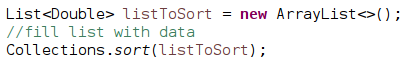 List<Double> listToSort = new ArrayList<>();
//fill list with data
Collections.sort(listToSort);